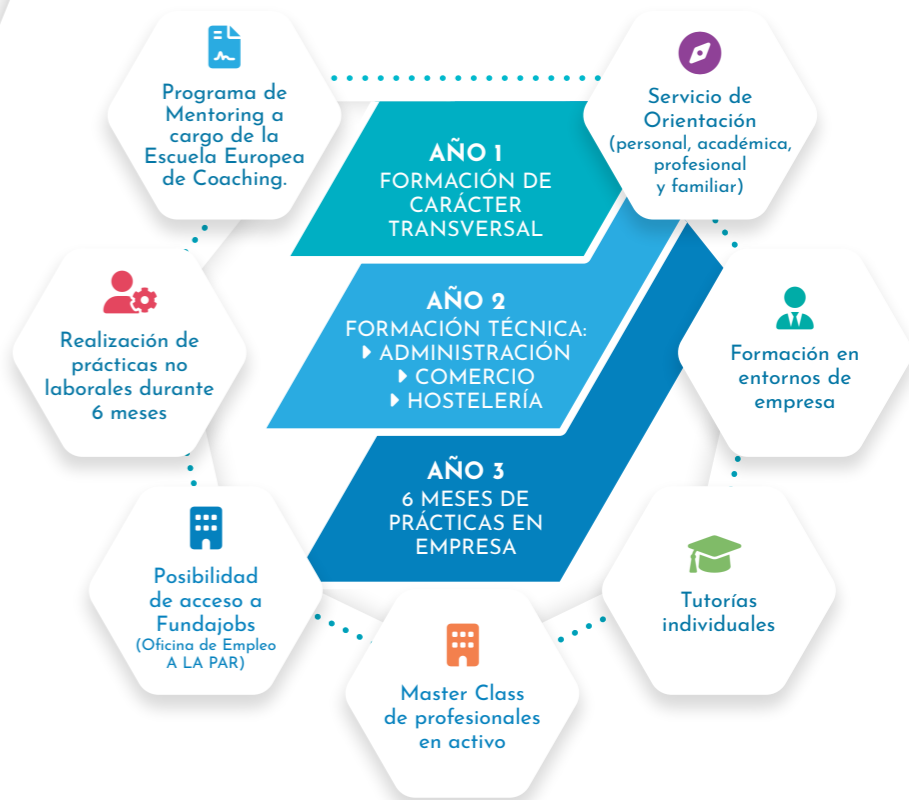 Programa de
Mentoring a
cargo de la
Escuela Europea
de Coaching.
AÑO 1
FORMACIÓN DE
CARÁCTER
TRANSVERSAL
Servicio de
Orientación
(personal, académica,
profesional
y familiar)
Realización de
prácticas no
laborales durante
6 meses
AÑO 2
FORMACIÓN TÉCNICA:
ADMINISTRACIÓN
COMERCIO
HOSTELERÍA
Formación en
entornos de
empresa
AÑO 3
6 MESES DE
PRÁCTICAS EN
EMPRESA
Posibilidad
de acceso a
Fundajobs
(Oficina de Empleo
A LA PAR)
Tutorías
individuales
Master Class
de profesionales
en activo